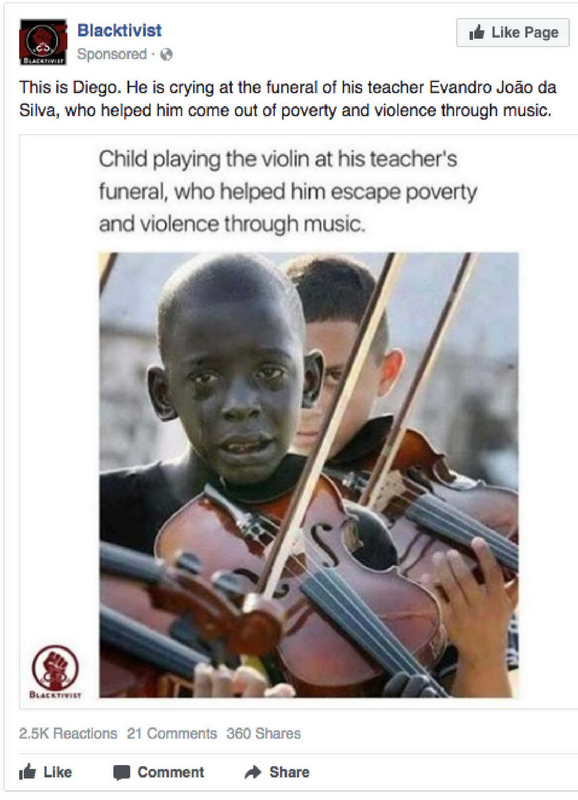 Blacktivist
Like Page
BLACKTIVIST
Sponsored ·
This is Diego. He is crying at the funeral of his teacher Evandro João da
Silva, who helped him come out of poverty and violence through music.
Child playing the violin at his teacher's
funeral, who helped him escape poverty
and violence through music.
BLACKTIVIST
2.5K Reactions 21 Comments 360 Shares
Like Comment Share